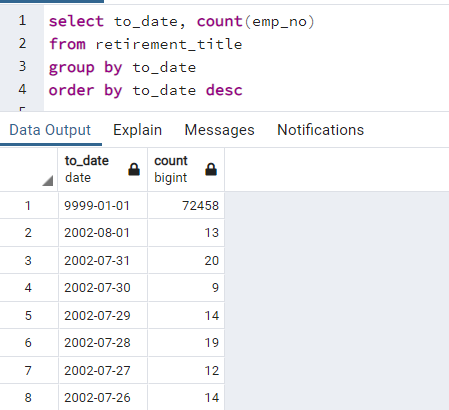 1 select to_date, count(emp_no)
2 from retirement_title
3 group by to_date
4 order by to_date desc
Data Output Explain Messages Notifications
to_date date count bigint
1 9999-01-01 72458
2 2002-08-01 13
3 2002-07-31 20
4 2002-07-30 9
5 2002-07-29 14
6 2002-07-28 19
7 2002-07-27 12
8 2002-07-26 14